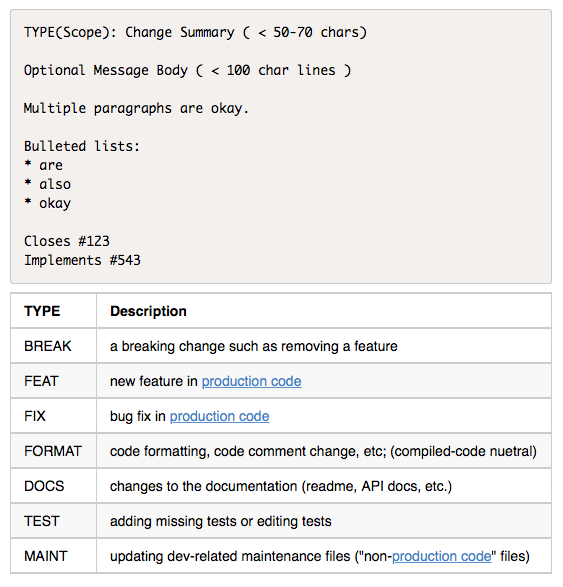 TYPE(Scope): Change Summary ( < 50-70 chars)
Optional Message Body ( < 100 char lines )
Multiple paragraphs are okay.
Bulleted lists:
* are
* also
* okay
Closes #123
Implements #543
TYPE Description
BREAK a breaking change such as removing a feature
FEAT new feature in production code
FIX bug fix in production code
FORMAT code formatting, code comment change, etc; (compiled-code nuetral)
DOCS changes to the documentation (readme, API docs, etc.)
TEST adding missing tests or editing tests
MAINT updating dev-related maintenance files ("non-production code" files)